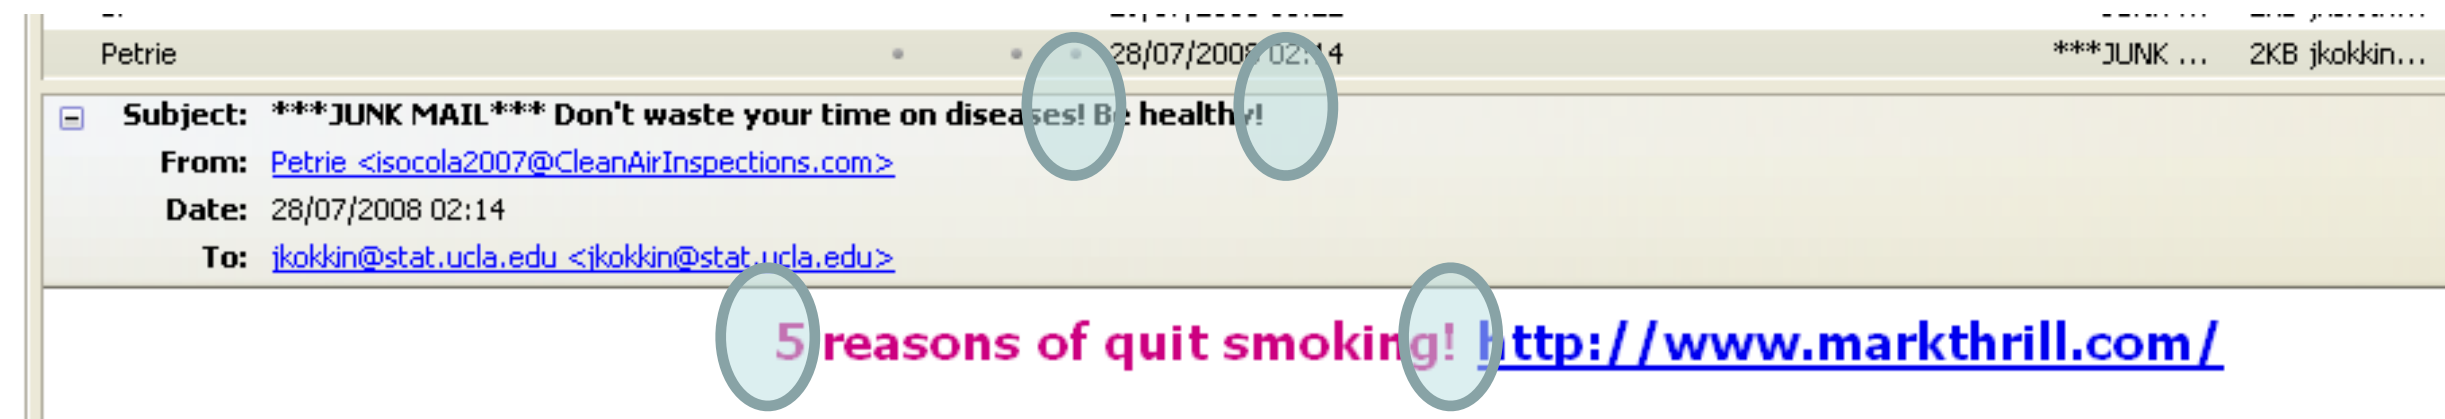 Petrie 28/07/2008 02:14 ***JUNK ... 2KB jkokkin...
Subject: ***JUNK MAIL*** Don't waste your time on diseases! Be healthy!
From: Petrie <isocola2007@CleanAirInspections.com>
Date: 28/07/2008 02:14
To: jkokkin@stat.ucla.edu <jkokkin@stat.ucla.edu>
5 reasons of quit smoking! http://www.markthrill.com/